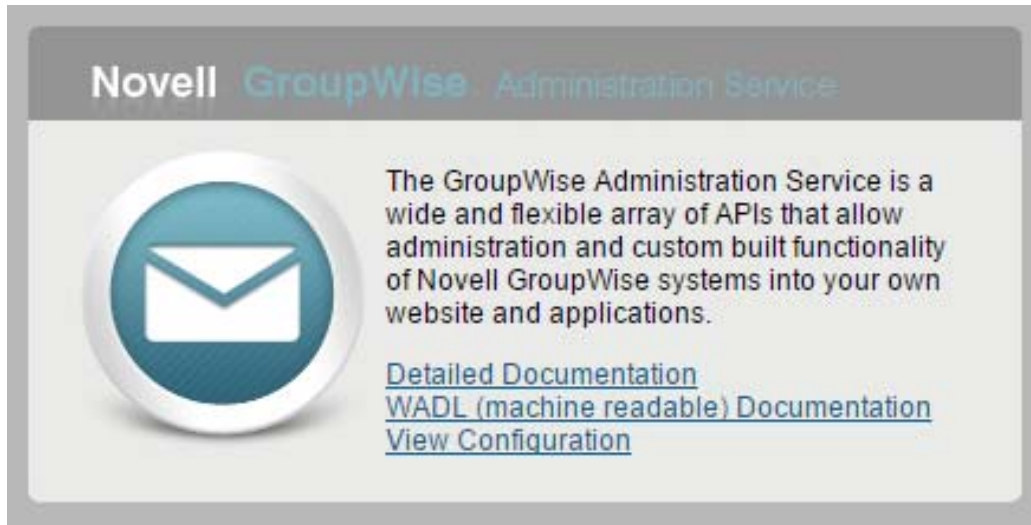 Novell GroupWise Administration Service
The GroupWise Administration Service is a
wide and flexible array of APIs that allow
administration and custom built functionality
of Novell GroupWise systems into your own
website and applications.
Detailed Documentation
WADL (machine readable) Documentation
View Configuration